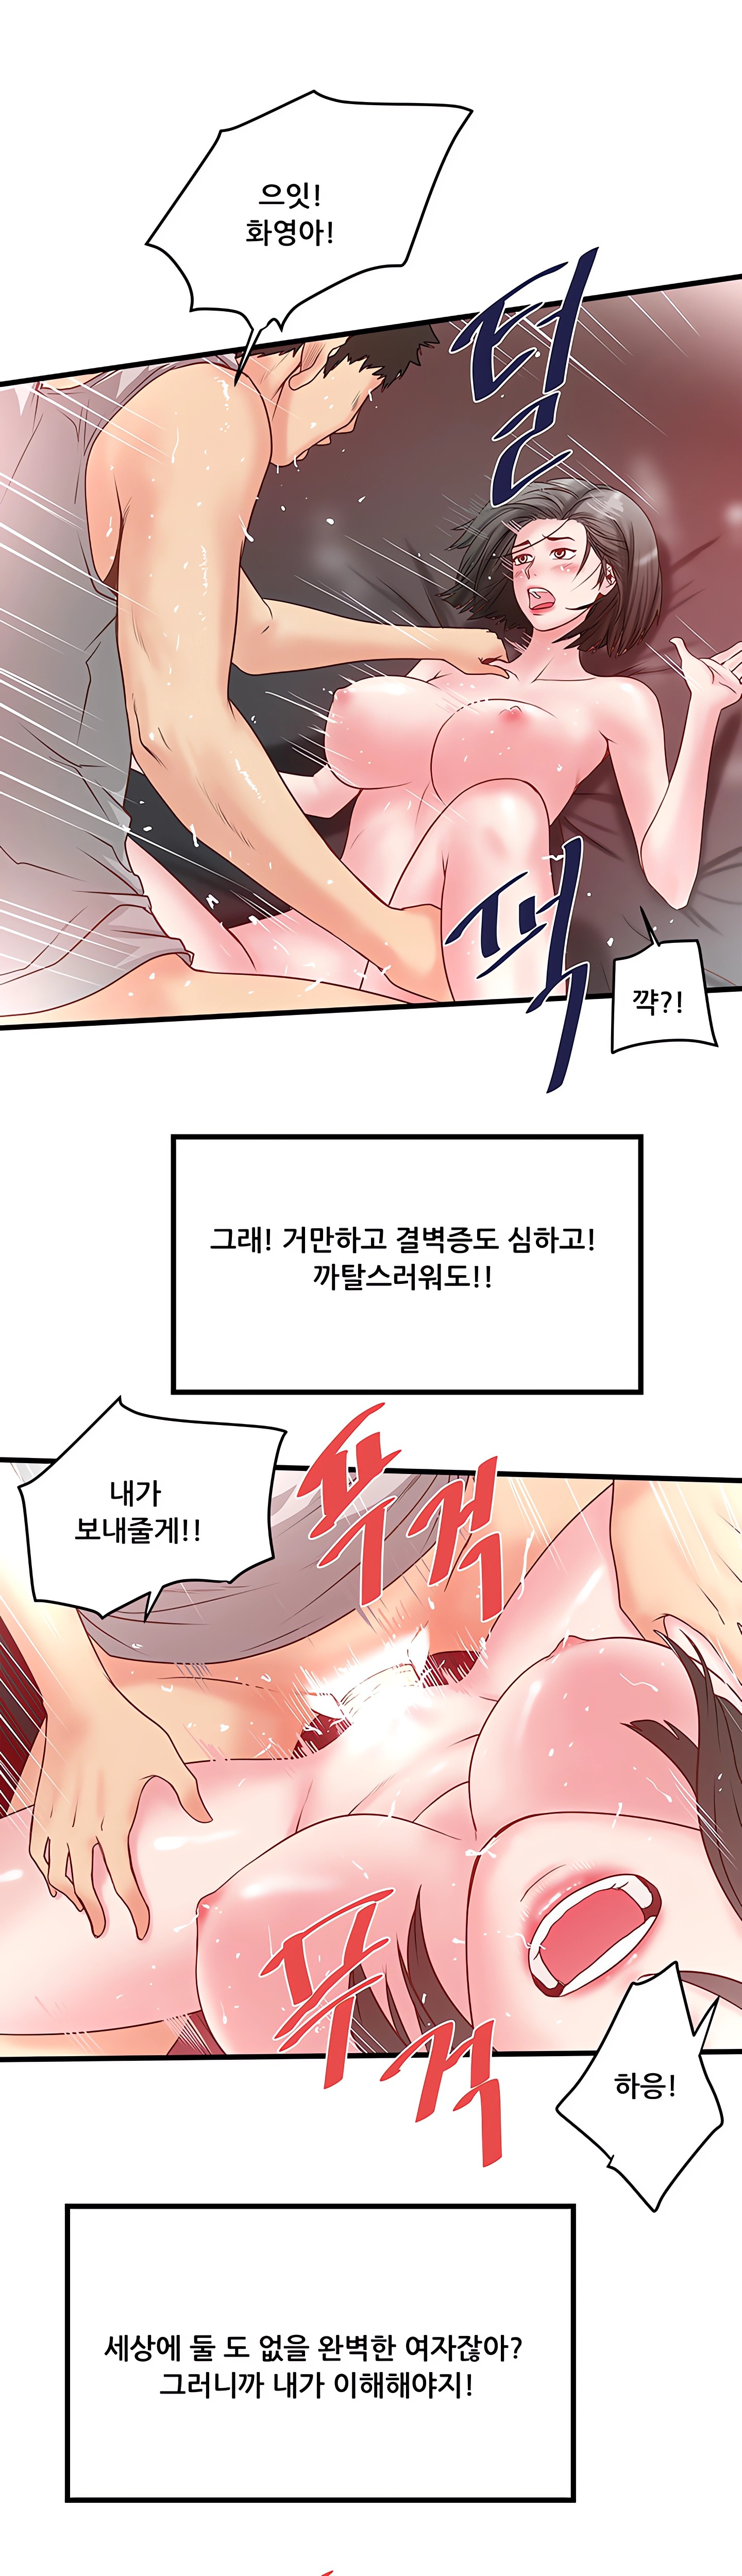 으잇!
화영아!
털
퍽
꺅?!
그래! 거만하고 결벽증도 심하고!
까탈스러워도!!
내가
보내줄게!!
푸걱
푸걱
하응!
세상에 둘 도 없을 완벽한 여자잖아?
그러니까 내가 이해해야지!